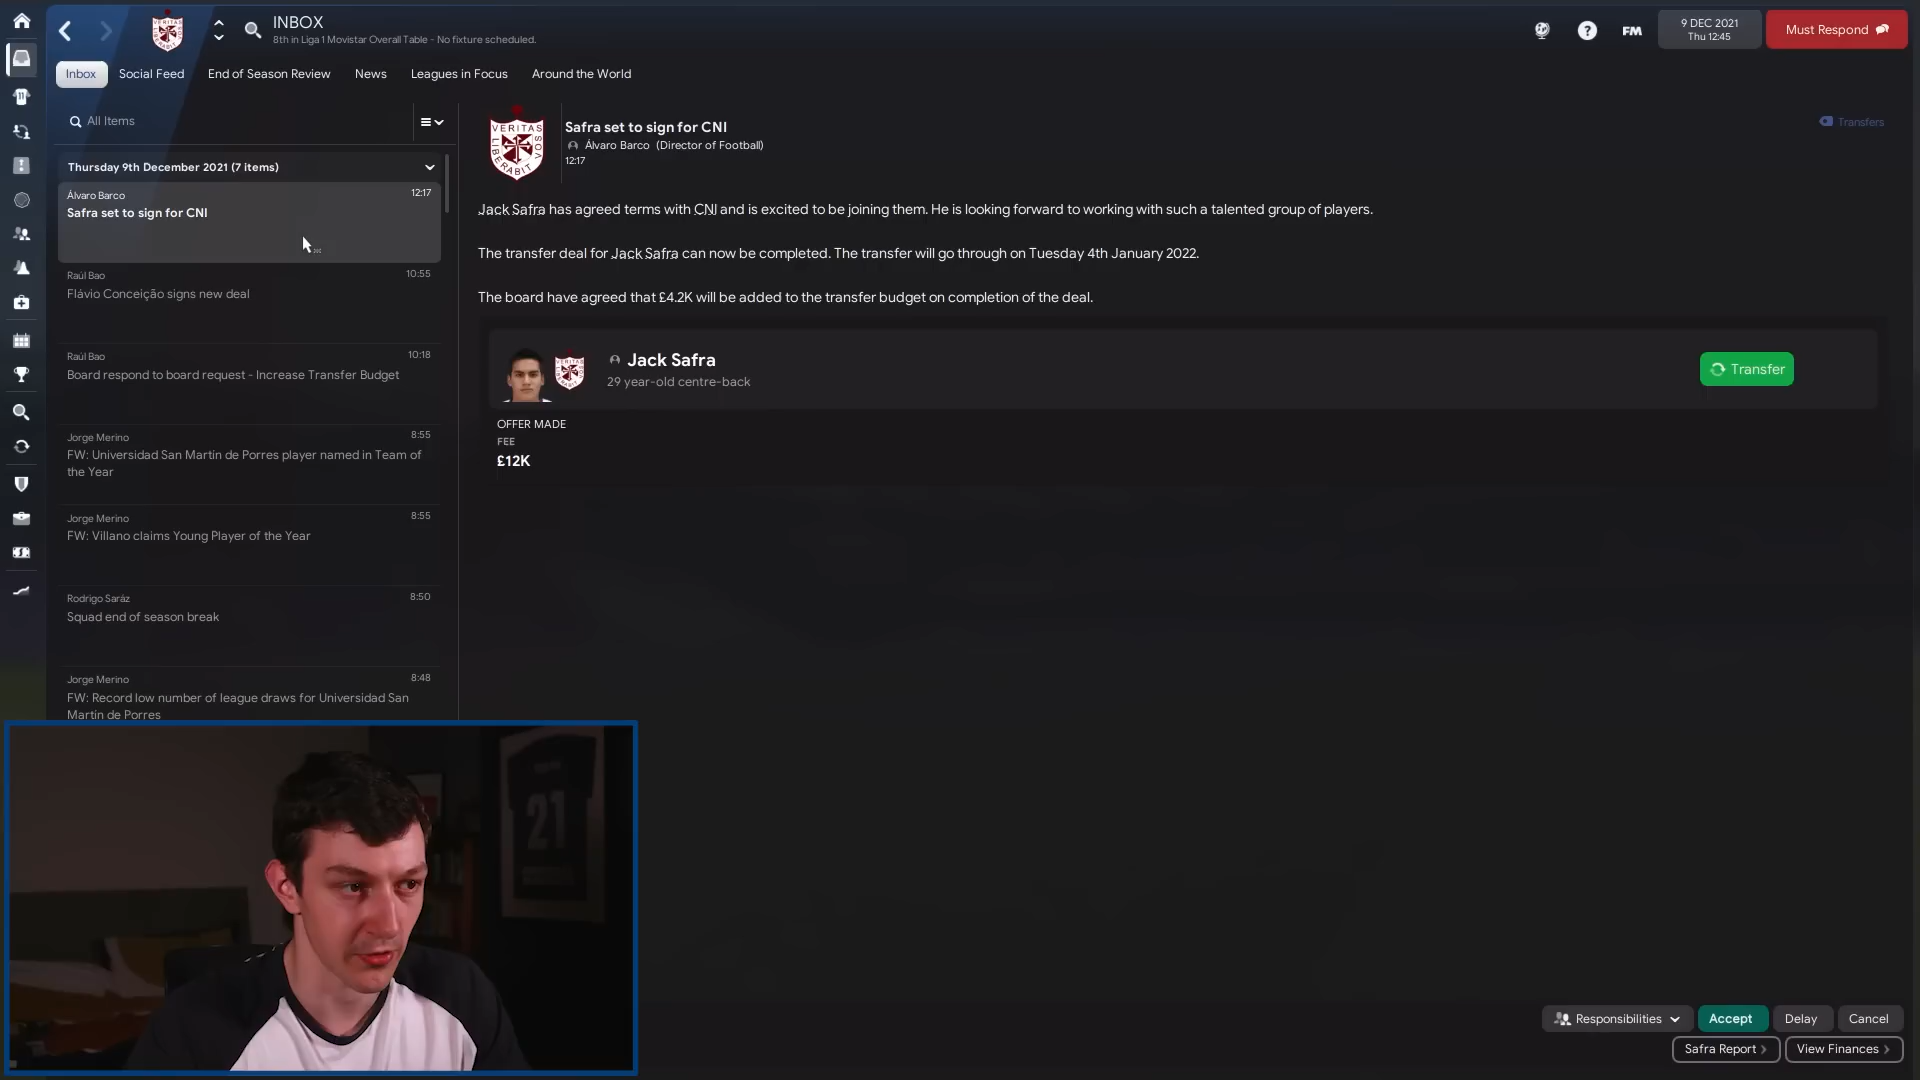 INBOX
8th in Liga 1 Movistar Overall Table - No fixture scheduled.
FM
9 DEC 2021
Thu 12:45
Must Respond
Inbox
Social Feed
End of Season Review
News
Leagues in Focus
Around the World
All Items
Thursday 9th December 2021 (7 items)
Álvaro Barco 12:17
Safra set to sign for CNI
Raúl Bao 10:55
Flávio Conceição signs new deal
Raúl Bao 10:18
Board respond to board request - Increase Transfer Budget
Jorge Merino 8:55
FW: Universidad San Martín de Porres player named in Team of
the Year
Jorge Merino 8:55
FW: Villano claims Young Player of the Year
Rodrigo Saráz 8:50
Squad end of season break
Jorge Merino 8:48
FW: Record low number of league draws for Universidad San
Martín de Porres
VERITAS
LIBERABIT
VOS
Safra set to sign for CNI
Álvaro Barco (Director of Football)
12:17
Transfers
Jack Safra has agreed terms with CNI and is excited to be joining them. He is looking forward to working with such a talented group of players.
The transfer deal for Jack Safra can now be completed. The transfer will go through on Tuesday 4th January 2022.
The board have agreed that £4.2K will be added to the transfer budget on completion of the deal.
Jack Safra
29 year-old centre-back
Transfer
OFFER MADE
FEE
£12K
21
Responsibilities
Accept
Delay
Cancel
Safra Report
View Finances